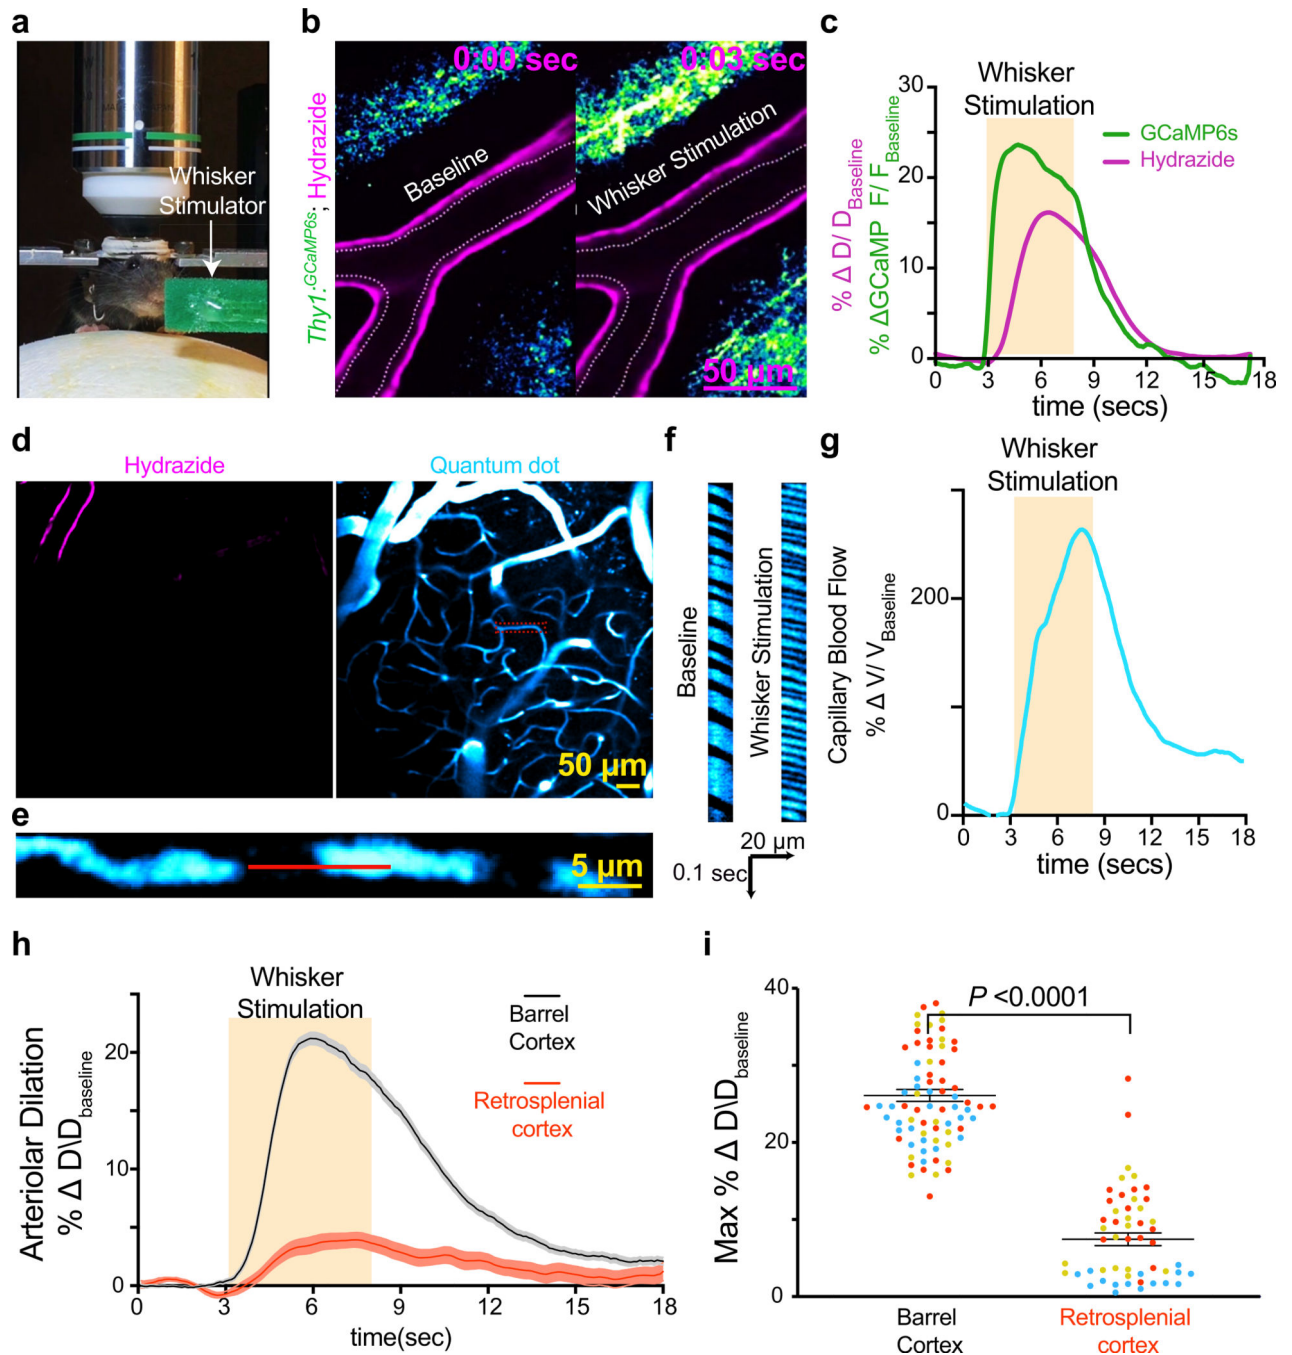 a
Whisker
Stimulator
b
Thy1:GCaMP6s; Hydrazide
0:00 sec
0.03 sec
Baseline
Whisker Stimulation
50 µm
c
Whisker
Stimulation
% Δ D/ DBaseline
% ΔGCaMP F/ FBaseline
GCaMP6s
Hydrazide
30
20
10
0
0 3 6 9 12 15 18
time (secs)
d
Hydrazide
Quantum dot
50 µm
e
5 µm
f
Baseline
Whisker Stimulation
20 µm
0.1 sec
g
Whisker
Stimulation
Capillary Blood Flow
% Δ V/ VBaseline
200
0
0 3 6 9 12 15 18
time (secs)
h
Whisker
Stimulation
Arteriolar Dilation
% Δ D\Dbaseline
Barrel
Cortex
Retrosplenial
cortex
20
10
0
0 3 6 9 12 15 18
time(sec)
i
P <0.0001
Max % Δ D\Dbaseline
40
20
0
Barrel
Cortex
Retrosplenial
cortex